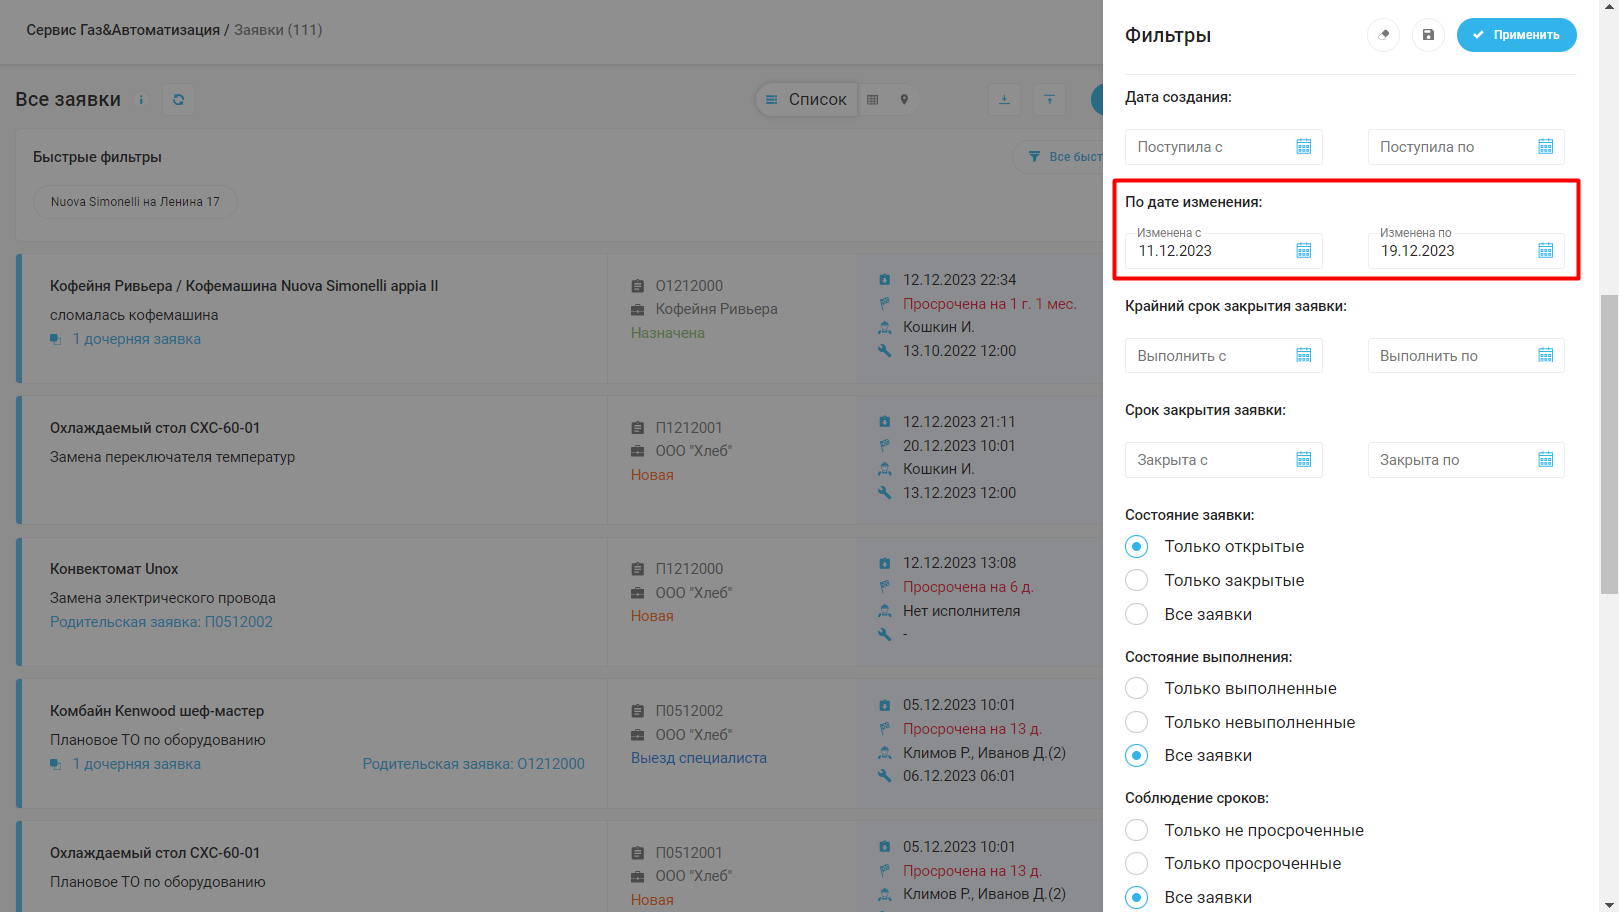 Сервис Газ&Автоматизация / Заявки (111)
Все заявки
Список
Быстрые фильтры
Все быст
Nuova Simonelli на Ленина 17
Кофейня Ривьера / Кофемашина Nuova Simonelli appia II
сломалась кофемашина
1 дочерняя заявка
О1212000
Кофейня Ривьера
Назначена
12.12.2023 22:34
Просрочена на 1 г. 1 мес.
Кошкин И.
13.10.2022 12:00
Охлаждаемый стол СХС-60-01
Замена переключателя температур
П1212001
ООО "Хлеб"
Новая
12.12.2023 21:11
20.12.2023 10:01
Кошкин И.
13.12.2023 12:00
Конвектомат Unox
Замена электрического провода
Родительская заявка: П0512002
П1212000
ООО "Хлеб"
Новая
12.12.2023 13:08
Просрочена на 6 д.
Нет исполнителя
-
Комбайн Kenwood шеф-мастер
Плановое ТО по оборудованию
1 дочерняя заявка
Родительская заявка: О1212000
П0512002
ООО "Хлеб"
Выезд специалиста
05.12.2023 10:01
Просрочена на 13 д.
Климов Р., Иванов Д.(2)
06.12.2023 06:01
Охлаждаемый стол СХС-60-01
Плановое ТО по оборудованию
П0512001
ООО "Хлеб"
Новая
05.12.2023 10:01
Просрочена на 13 д.
Климов Р., Иванов Д.(2)
Фильтры
Применить
Дата создания:
Поступила с
Поступила по
По дате изменения:
Изменена с
11.12.2023
Изменена по
19.12.2023
Крайний срок закрытия заявки:
Выполнить с
Выполнить по
Срок закрытия заявки:
Закрыта с
Закрыта по
Состояние заявки:
Только открытые
Только закрытые
Все заявки
Состояние выполнения:
Только выполненные
Только невыполненные
Все заявки
Соблюдение сроков:
Только не просроченные
Только просроченные
Все заявки